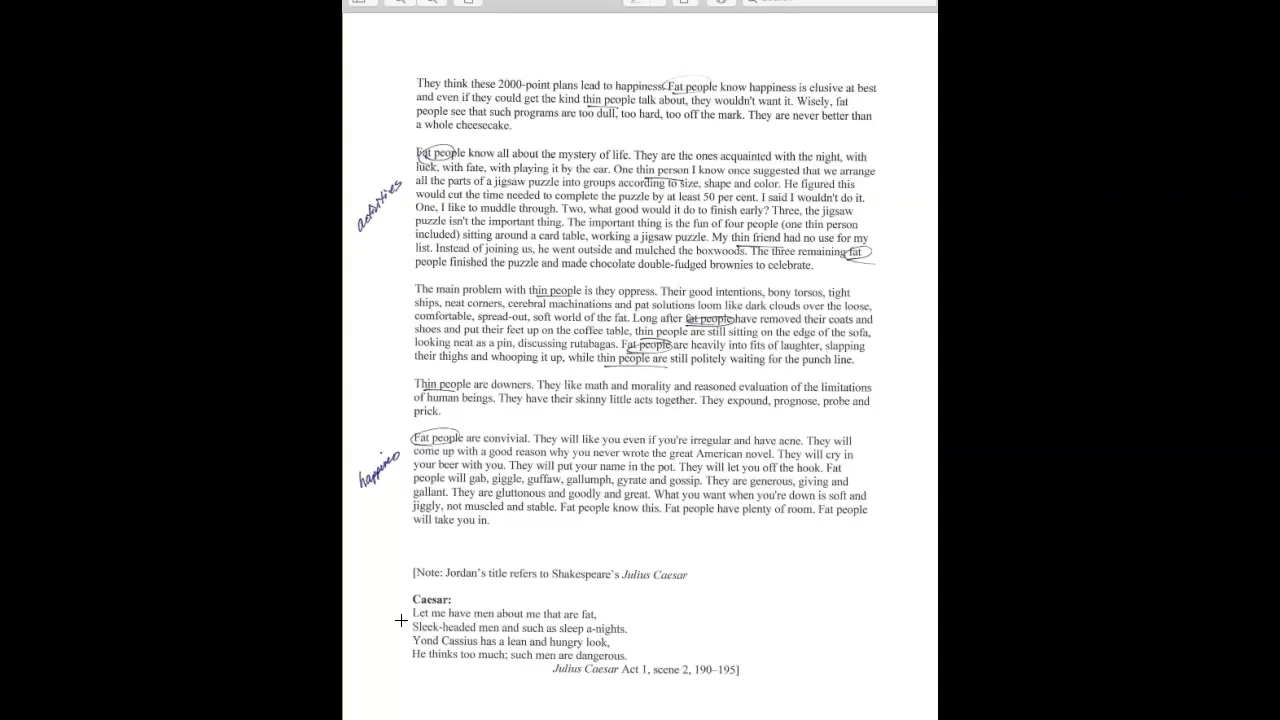 They think these 2000-point plans lead to happiness. Fat people know happiness is elusive at best
and even if they could get the kind thin people talk about, they wouldn't want it. Wisely, fat
people see that such programs are too dull, too hard, too off the mark. They are never better than
a whole cheesecake.
Fat people know all about the mystery of life. They are the ones acquainted with the night, with
luck, with fate, with playing it by the ear. One thin person I know once suggested that we arrange
all the parts of a jigsaw puzzle into groups according to size, shape and color. He figured this
would cut the time needed to complete the puzzle by at least 50 per cent. I said I wouldn't do it.
One, I like to muddle through. Two, what good would it do to finish early? Three, the jigsaw
puzzle isn't the important thing. The important thing is the fun of four people (one thin person
included) sitting around a card table, working a jigsaw puzzle. My thin friend had no use for my
list. Instead of joining us, he went outside and mulched the boxwoods. The three remaining fat
people finished the puzzle and made chocolate double-fudged brownies to celebrate.
activities
The main problem with thin people is they oppress. Their good intentions, bony torsos, tight
ships, neat corners, cerebral machinations and pat solutions loom like dark clouds over the loose,
comfortable, spread-out, soft world of the fat. Long after fat people have removed their coats and
shoes and put their feet up on the coffee table, thin people are still sitting on the edge of the sofa,
looking neat as a pin, discussing rutabagas. Fat people are heavily into fits of laughter, slapping
their thighs and whooping it up, while thin people are still politely waiting for the punch line.
Thin people are downers. They like math and morality and reasoned evaluation of the limitations
of human beings. They have their skinny little acts together. They expound, prognose, probe and
prick.
Fat people are convivial. They will like you even if you're irregular and have acne. They will
come up with a good reason why you never wrote the great American novel. They will cry in
your beer with you. They will put your name in the pot. They will let you off the hook. Fat
people will gab, giggle, guffaw, gallumph, gyrate and gossip. They are generous, giving and
gallant. They are gluttonous and goodly and great. What you want when you're down is soft and
jiggly, not muscled and stable. Fat people know this. Fat people have plenty of room. Fat people
will take you in.
[Note: Jordan's title refers to Shakespeare's Julius Caesar
Caesar:
Let me have men about me that are fat,
Sleek-headed men and such as sleep a-nights.
Yond Cassius has a lean and hungry look,
He thinks too much; such men are dangerous.
Julius Caesar Act 1, scene 2, 190–195]